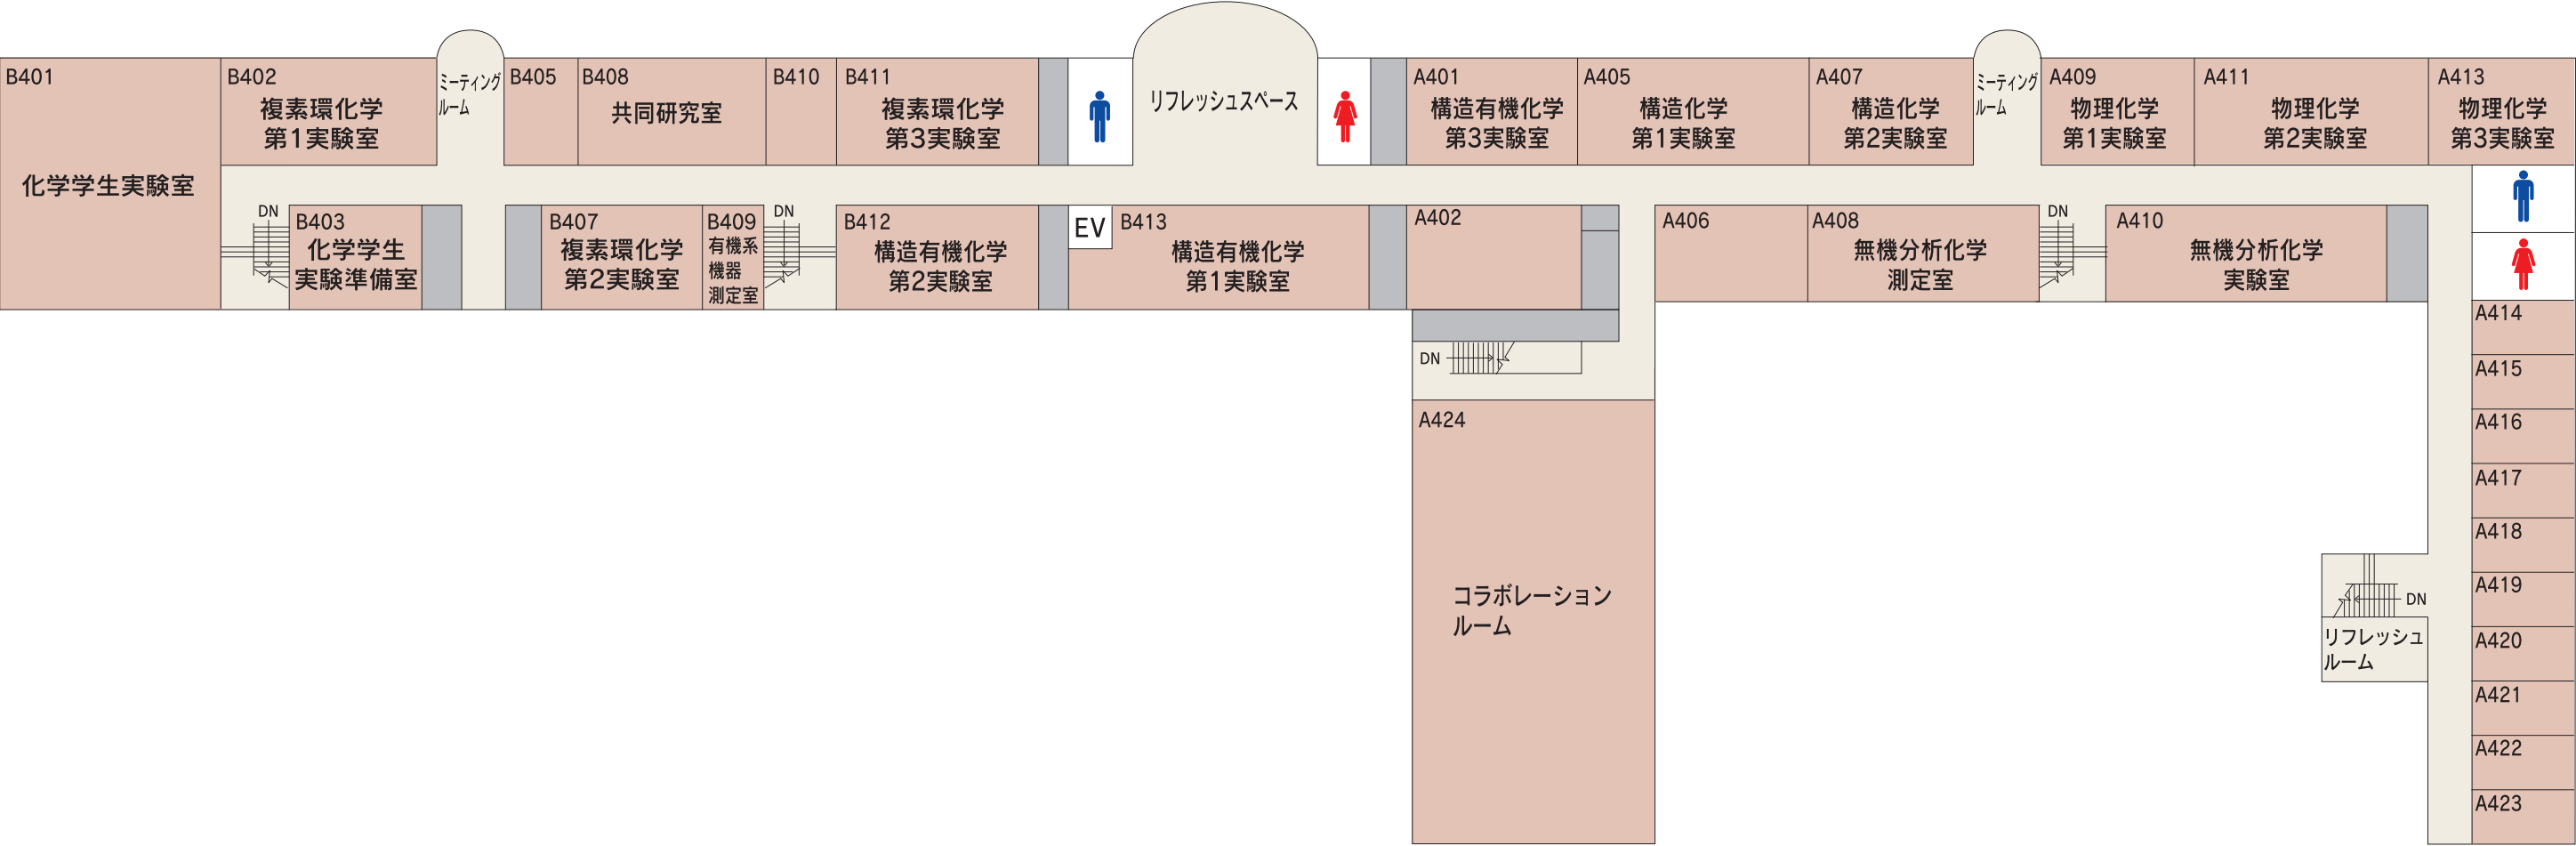 B401
化学学生実験室
B402
複素環化学
第1実験室
ミーティング
ルーム
B405
B408
共同研究室
B410
B411
複素環化学
第3実験室
リフレッシュスペース
A401
構造有機化学
第3実験室
A405
構造化学
第1実験室
A407
構造化学
第2実験室
ミーティング
ルーム
A409
物理化学
第1実験室
A411
物理化学
第2実験室
A413
物理化学
第3実験室
DN
B403
化学学生
実験準備室
B407
複素環化学
第2実験室
B409
有機系
機器
測定室
DN
B412
構造有機化学
第2実験室
EV
B413
構造有機化学
第1実験室
A402
A406
A408
無機分析化学
測定室
DN
A410
無機分析化学
実験室
DN
A424
コラボレーション
ルーム
A414
A415
A416
A417
A418
A419
A420
A421
A422
A423
DN
リフレッシュ
ルーム